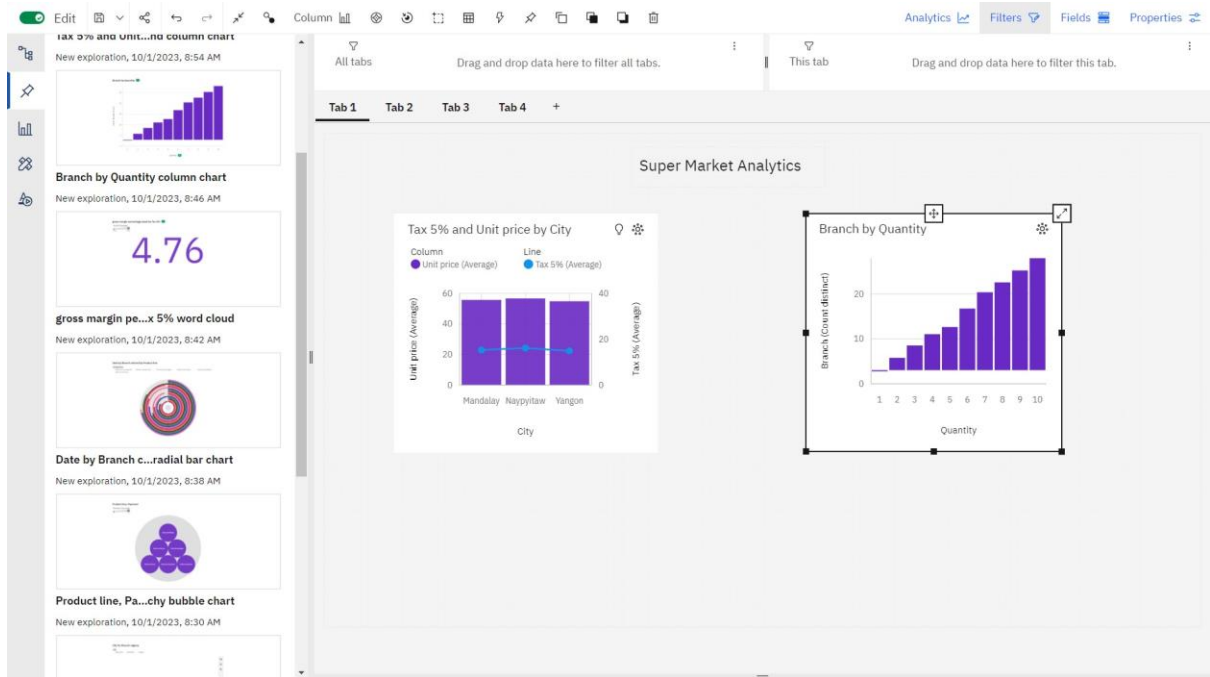 Edit
Column
Analytics
Filters
Fields
Properties
Tax 5% and Unit...nd column chart
New exploration, 10/1/2023, 8:54 AM
Branch by Quantity column chart
New exploration, 10/1/2023, 8:46 AM
4.76
gross margin pe...x 5% word cloud
New exploration, 10/1/2023, 8:42 AM
Date by Branch c...radial bar chart
New exploration, 10/1/2023, 8:38 AM
Product line, Pa...chy bubble chart
New exploration, 10/1/2023, 8:30 AM
All tabs
Drag and drop data here to filter all tabs.
This tab
Drag and drop data here to filter this tab.
Tab 1 Tab 2 Tab 3 Tab 4 +
Super Market Analytics
Tax 5% and Unit price by City
Column Line
Unit price (Average) Tax 5% (Average)
Unit price (Average)
60
40
20
0
40
20
0
Tax 5% (Average)
Mandalay Naypyitaw Yangon
City
Branch by Quantity
Branch (Count distinct)
20
10
0
1 2 3 4 5 6 7 8 9 10
Quantity